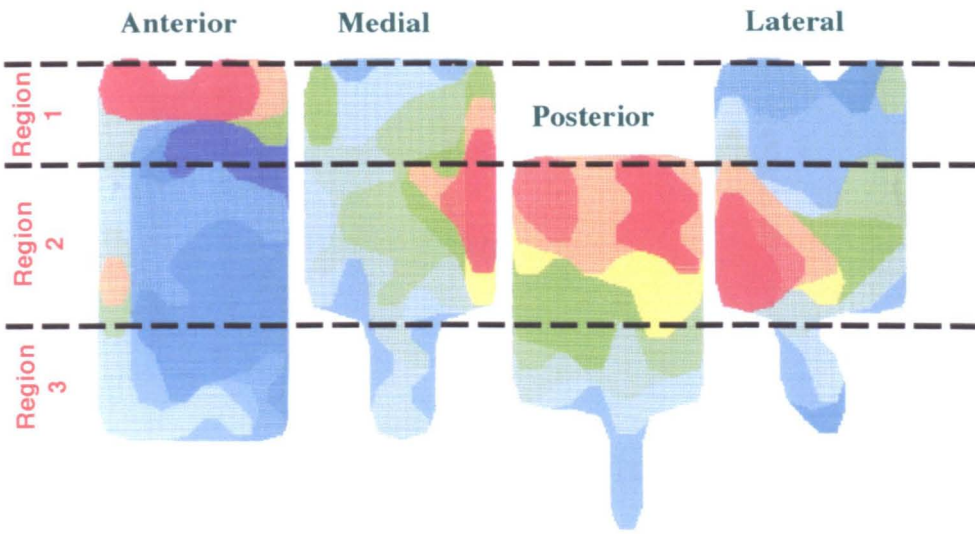 Anterior
Medial
Lateral
Posterior
Region
1
Region
2
Region
3